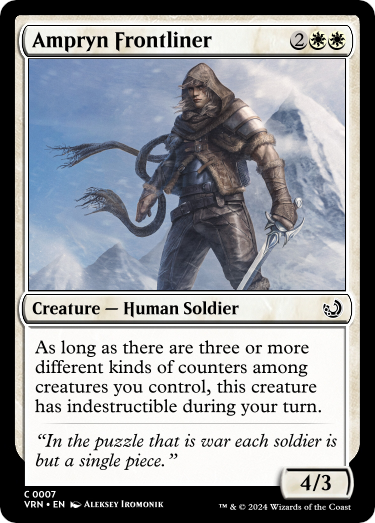 Ampryn Frontliner 2
Creature — Human Soldier
As long as there are three or more
different kinds of counters among
creatures you control, this creature
has indestructible during your turn.
“In the puzzle that is war each soldier is
but a single piece.”
4/3
C 0007
VRN • EN Aleksey Iromonik
™ & © 2024 Wizards of the Coast